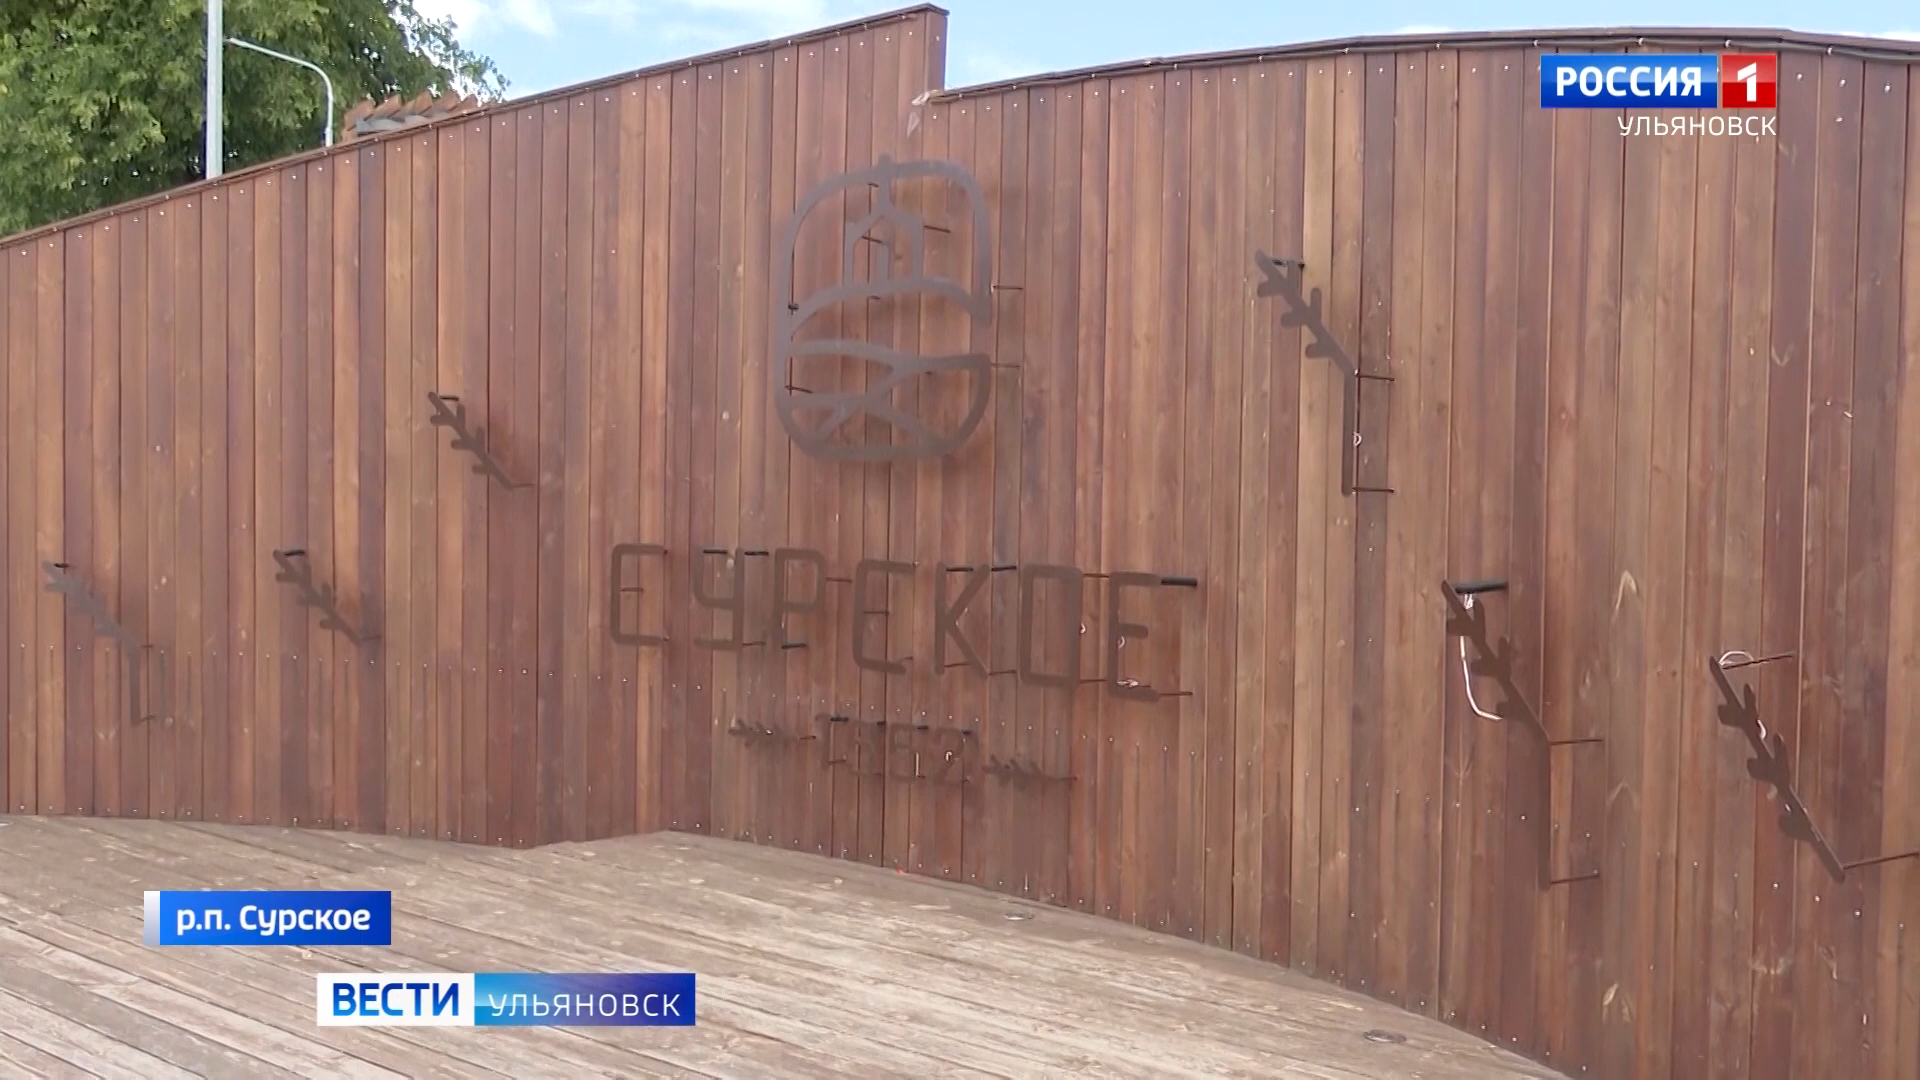 РОССИЯ 1
УЛЬЯНОВСК
СУРСКОЕ
1552
р.п. Сурское
ВЕСТИ УЛЬЯНОВСК